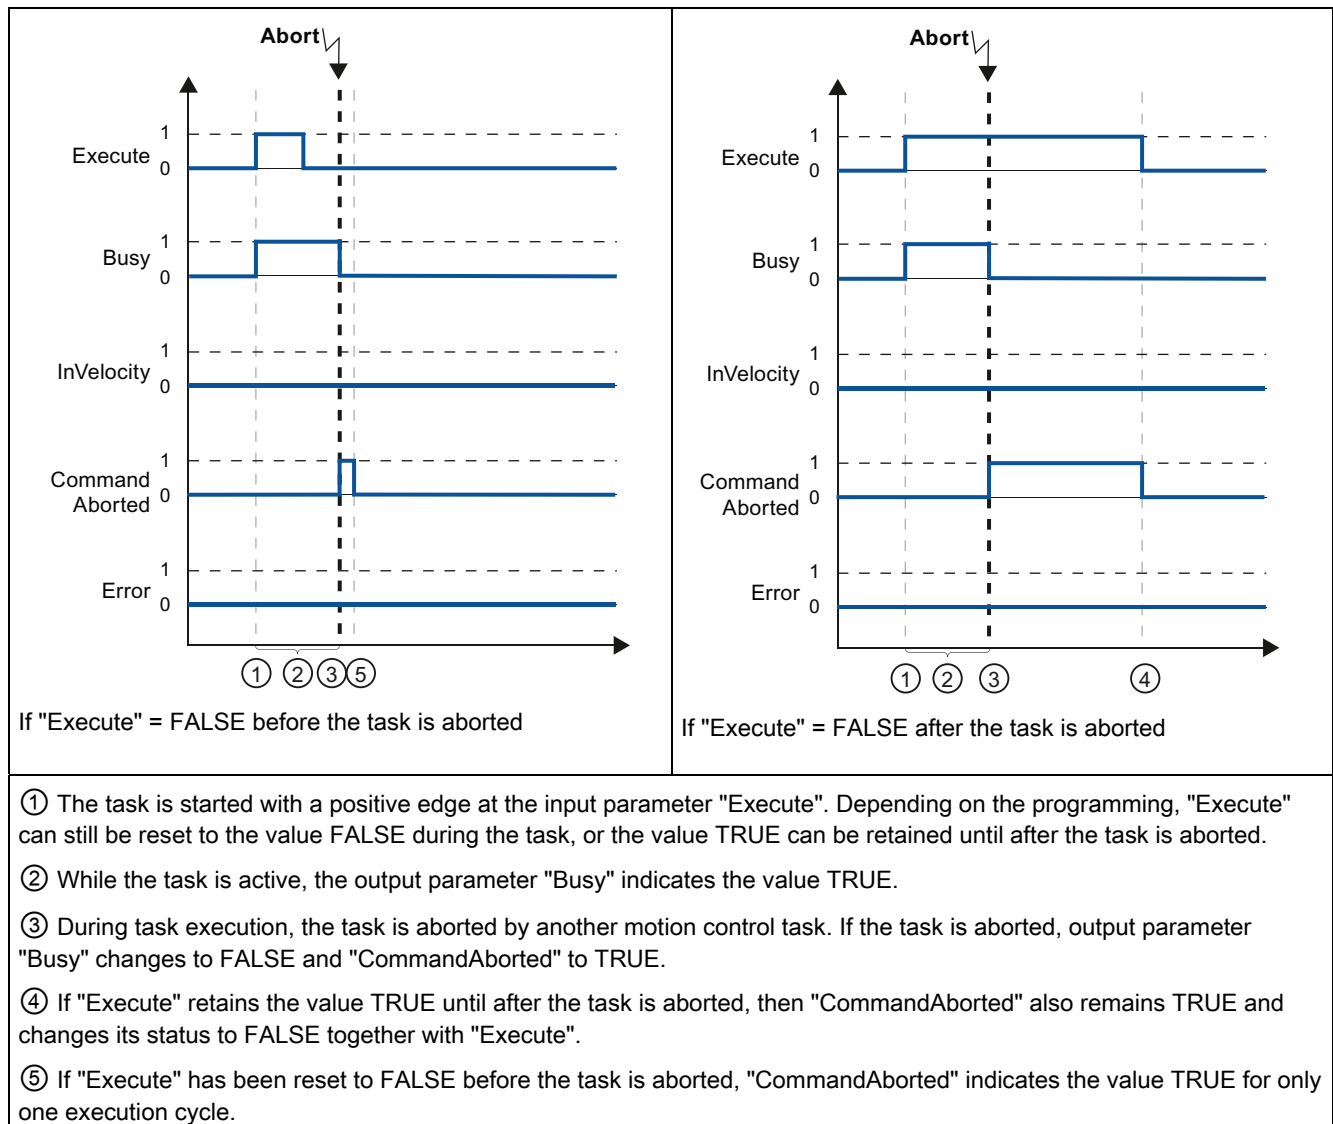 Abort
1
Execute
0
1
Busy
0
1
InVelocity
0
1
Command
Aborted
0
1
Error
0
① ② ③ ⑤
If "Execute" = FALSE before the task is aborted
Abort
1
Execute
0
1
Busy
0
1
InVelocity
0
1
Command
Aborted
0
1
Error
0
① ② ③ ④
If "Execute" = FALSE after the task is aborted
① The task is started with a positive edge at the input parameter "Execute". Depending on the programming, "Execute"
can still be reset to the value FALSE during the task, or the value TRUE can be retained until after the task is aborted.
② While the task is active, the output parameter "Busy" indicates the value TRUE.
③ During task execution, the task is aborted by another motion control task. If the task is aborted, output parameter
"Busy" changes to FALSE and "CommandAborted" to TRUE.
④ If "Execute" retains the value TRUE until after the task is aborted, then "CommandAborted" also remains TRUE and
changes its status to FALSE together with "Execute".
⑤ If "Execute" has been reset to FALSE before the task is aborted, "CommandAborted" indicates the value TRUE for only
one execution cycle.